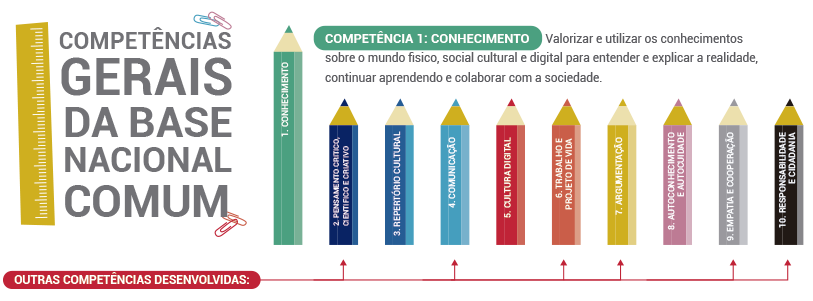 COMPETÊNCIAS
GERAIS
DA BASE
NACIONAL
COMUM
COMPETÊNCIA 1: CONHECIMENTO Valorizar e utilizar os conhecimentos
sobre o mundo fisico, social cultural e digital para entender e explicar a realidade,
continuar aprendendo e colaborar com a sociedade.
1. CONHECIMENTO
2. PENSAMENTO CRITICO,
CIENTIFICO E CRIATIVO
3. REPERTÓRIO CULTURAL
4. COMUNICAÇÃO
5. CULTURA DIGITAL
6. TRABALHO E
PROJETO DE VIDA
7. ARGUMENTAÇÃO
8. AUTOCONHECIMENTO
E AUTOCUIDADE
9. EMPATIA E COOPERAÇÃO
10. RESPONSABILIDADE
E CIDADANIA
OUTRAS COMPETÊNCIAS DESENVOLVIDAS: